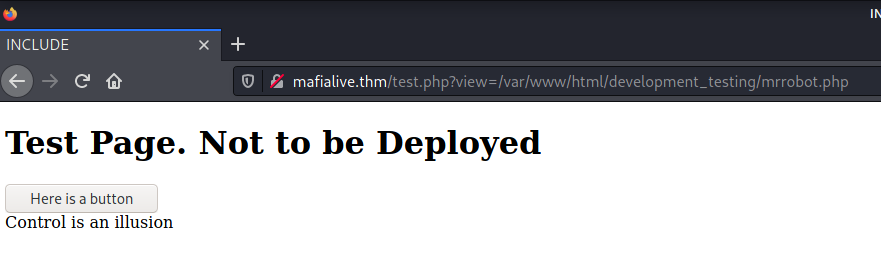 IN
INCLUDE
mafialive.thm/test.php?view=/var/www/html/development_testing/mrrobot.php
Test Page. Not to be Deployed
Here is a button
Control is an illusion